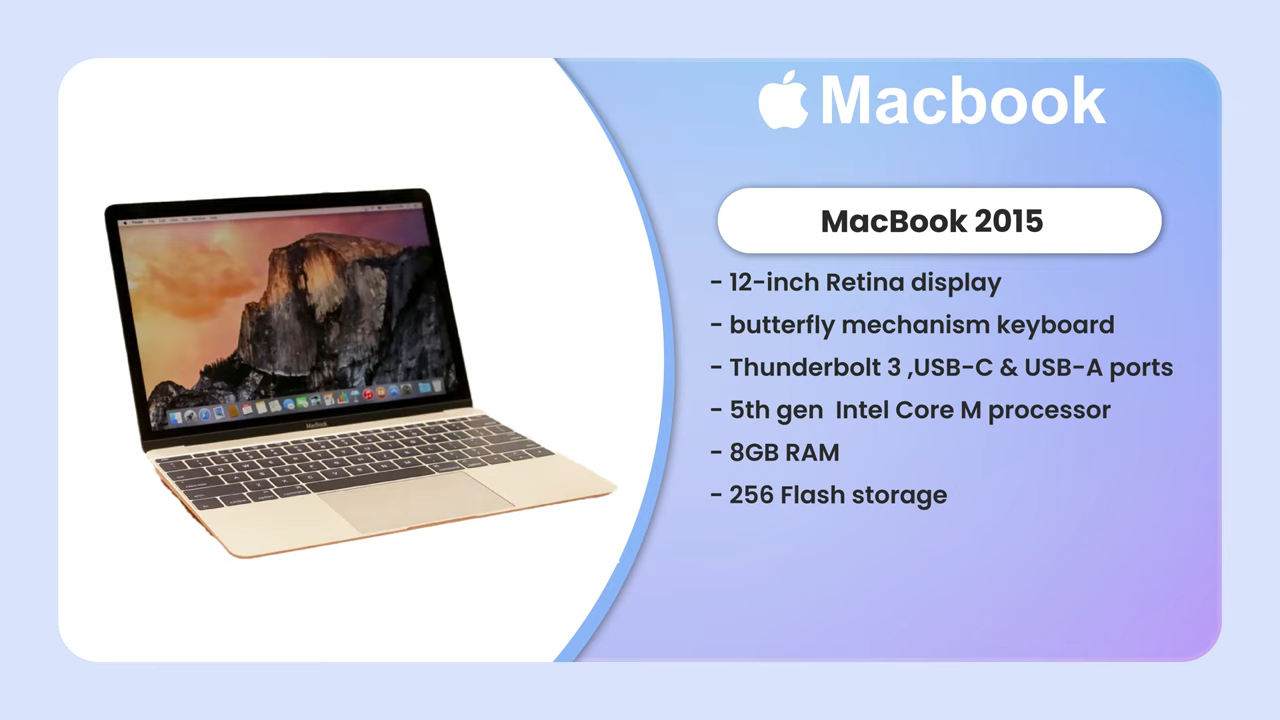 Macbook
MacBook 2015
- 12-inch Retina display
- butterfly mechanism keyboard
- Thunderbolt 3 ,USB-C & USB-A ports
- 5th gen  Intel Core M processor
- 8GB RAM
- 256 Flash storage
MacBook